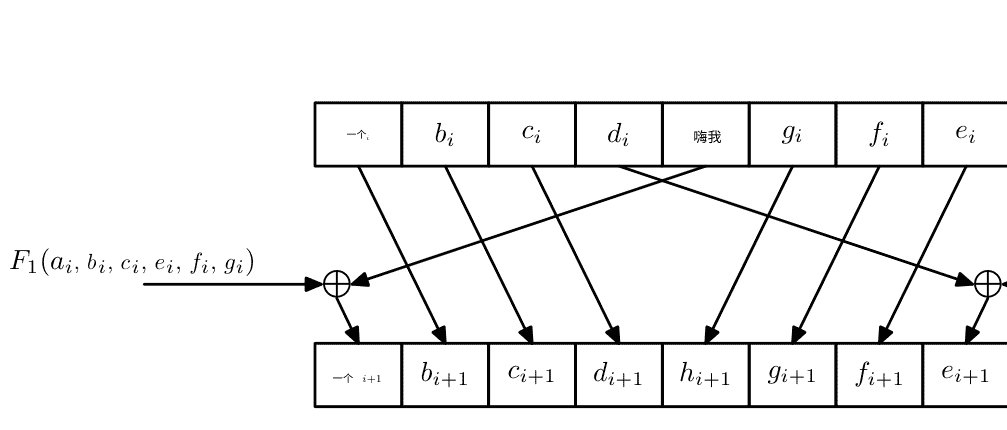 一个、 b_i c_i d_i 嗨我 g_i f_i e_i
F_1(a_i, b_i, c_i, e_i, f_i, g_i)
一个 i+1 b_{i+1} c_{i+1} d_{i+1} h_{i+1} g_{i+1} f_{i+1} e_{i+1}